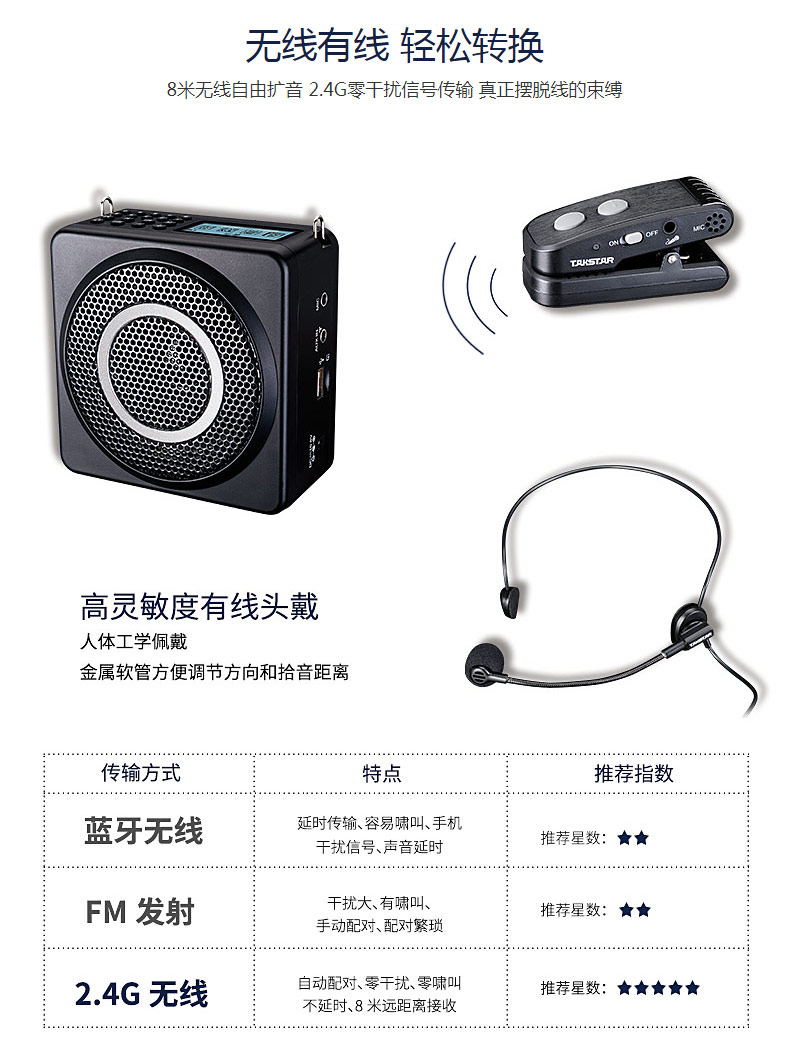 无线有线 轻松转换
8米无线自由扩音 2.4G零干扰信号传输 真正摆脱线的束缚
ON
OFF
MIC
TAKSTAR
MIC
AUX IN
高灵敏度有线头戴
人体工学佩戴
金属软管方便调节方向和拾音距离
TAKSTAR
传输方式
特点
推荐指数
蓝牙无线
延时传输、容易啸叫、手机
干扰信号、声音延时
推荐星数：★★
FM 发射
干扰大、有啸叫、
手动配对、配对繁琐
推荐星数：★★
2.4G 无线
自动配对、零干扰、零啸叫
不延时、8 米远距离接收
推荐星数：★★★★★